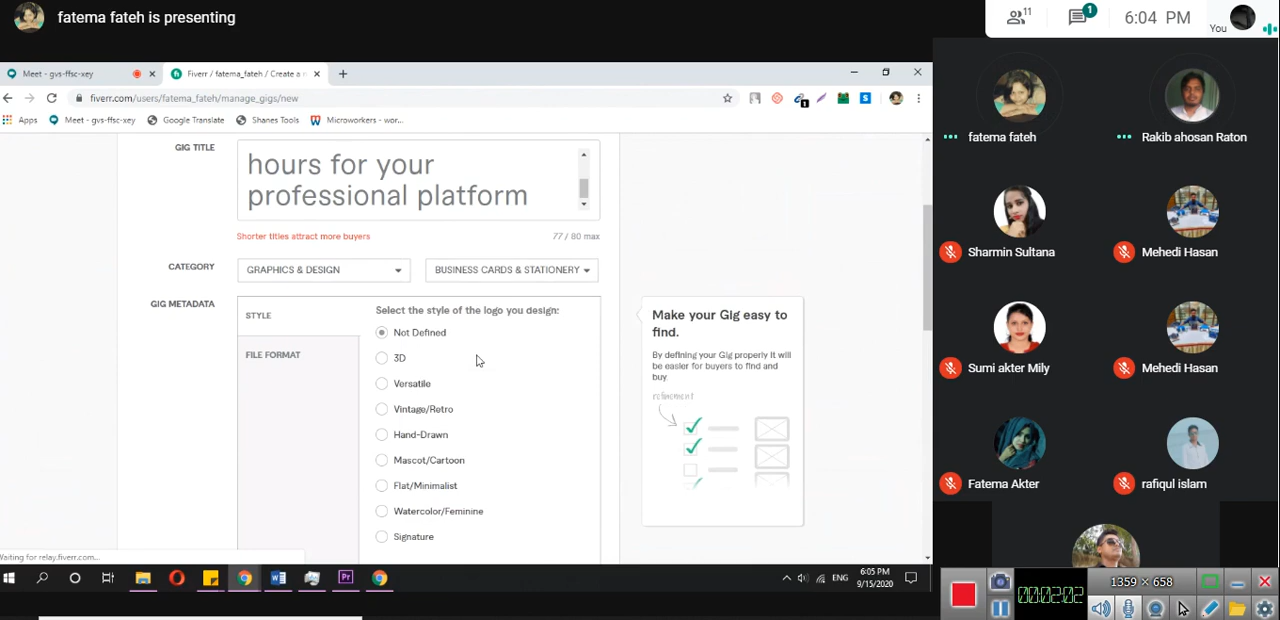 fatema fateh is presenting
11
1
6:04 PM
You
Meet - gvs-ffsc-xey
Fiverr / fatema_fateh / Create a n
fiverr.com/users/fatema_fateh/manage_gigs/new
Apps
Meet - gvs-ffsc-xey
Google Translate
Shanes Tools
Microworkers - wor...
GIG TITLE
hours for your
professional platform
Shorter titles attract more buyers
77 / 80 max
CATEGORY
GRAPHICS & DESIGN
BUSINESS CARDS & STATIONERY
GIG METADATA
STYLE
FILE FORMAT
Select the style of the logo you design:
Not Defined
3D
Versatile
Vintage/Retro
Hand-Drawn
Mascot/Cartoon
Flat/Minimalist
Watercolor/Feminine
Signature
Make your Gig easy to
find.
By defining your Gig properly it will
be easier for buyers to find and
buy
refinement
Waiting for relay.fiverr.com...
ENG
6:05 PM
9/15/2020
fatema fateh
Rakib ahosan Raton
Sharmin Sultana
Mehedi Hasan
Sumi akter Mily
Mehedi Hasan
Fatema Akter
rafiqul islam
1359 × 658
00:02:02